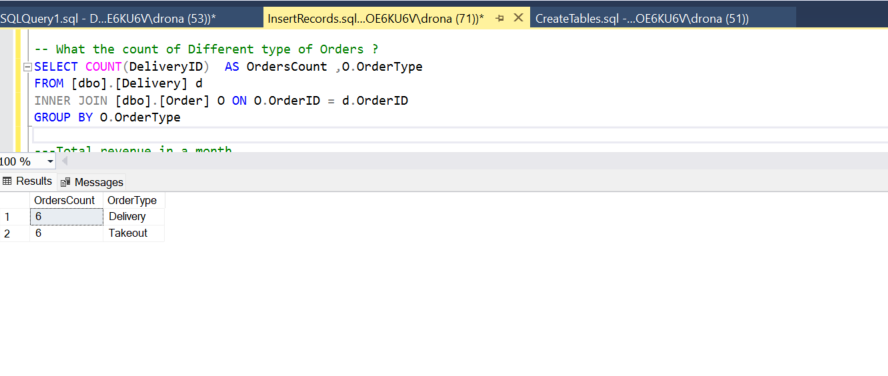 SQLQuery1.sql - D...E6KU6V\drona (53))*
InsertRecords.sql...OE6KU6V\drona (71))*
CreateTables.sql -...OE6KU6V\drona (51))
-- What the count of Different type of Orders ?
SELECT COUNT(DeliveryID) AS OrdersCount ,O.OrderType
FROM [dbo].[Delivery] d
INNER JOIN [dbo].[Order] O ON O.OrderID = d.OrderID
GROUP BY O.OrderType
---Total revenue in a month
100 %
Results Messages
OrdersCount OrderType
1 6 Delivery
2 6 Takeout